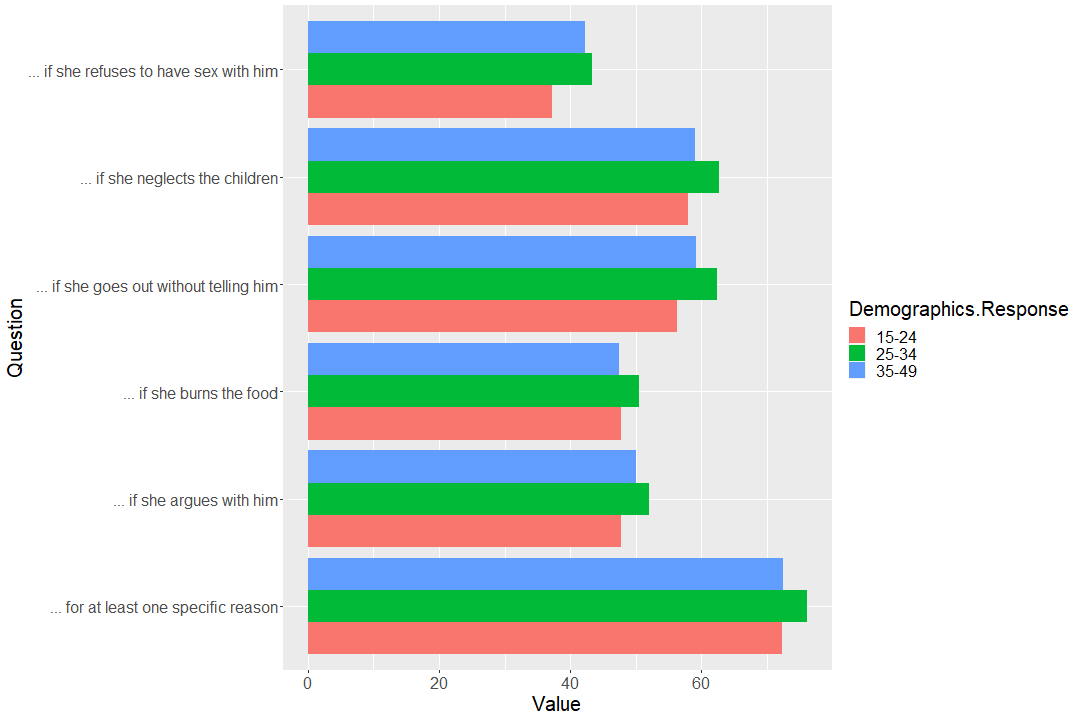 ... if she refuses to have sex with him
... if she neglects the children
... if she goes out without telling him
... if she burns the food
... if she argues with him
... for at least one specific reason
Question
0 20 40 60
Value
Demographics.Response
15-24
25-34
35-49